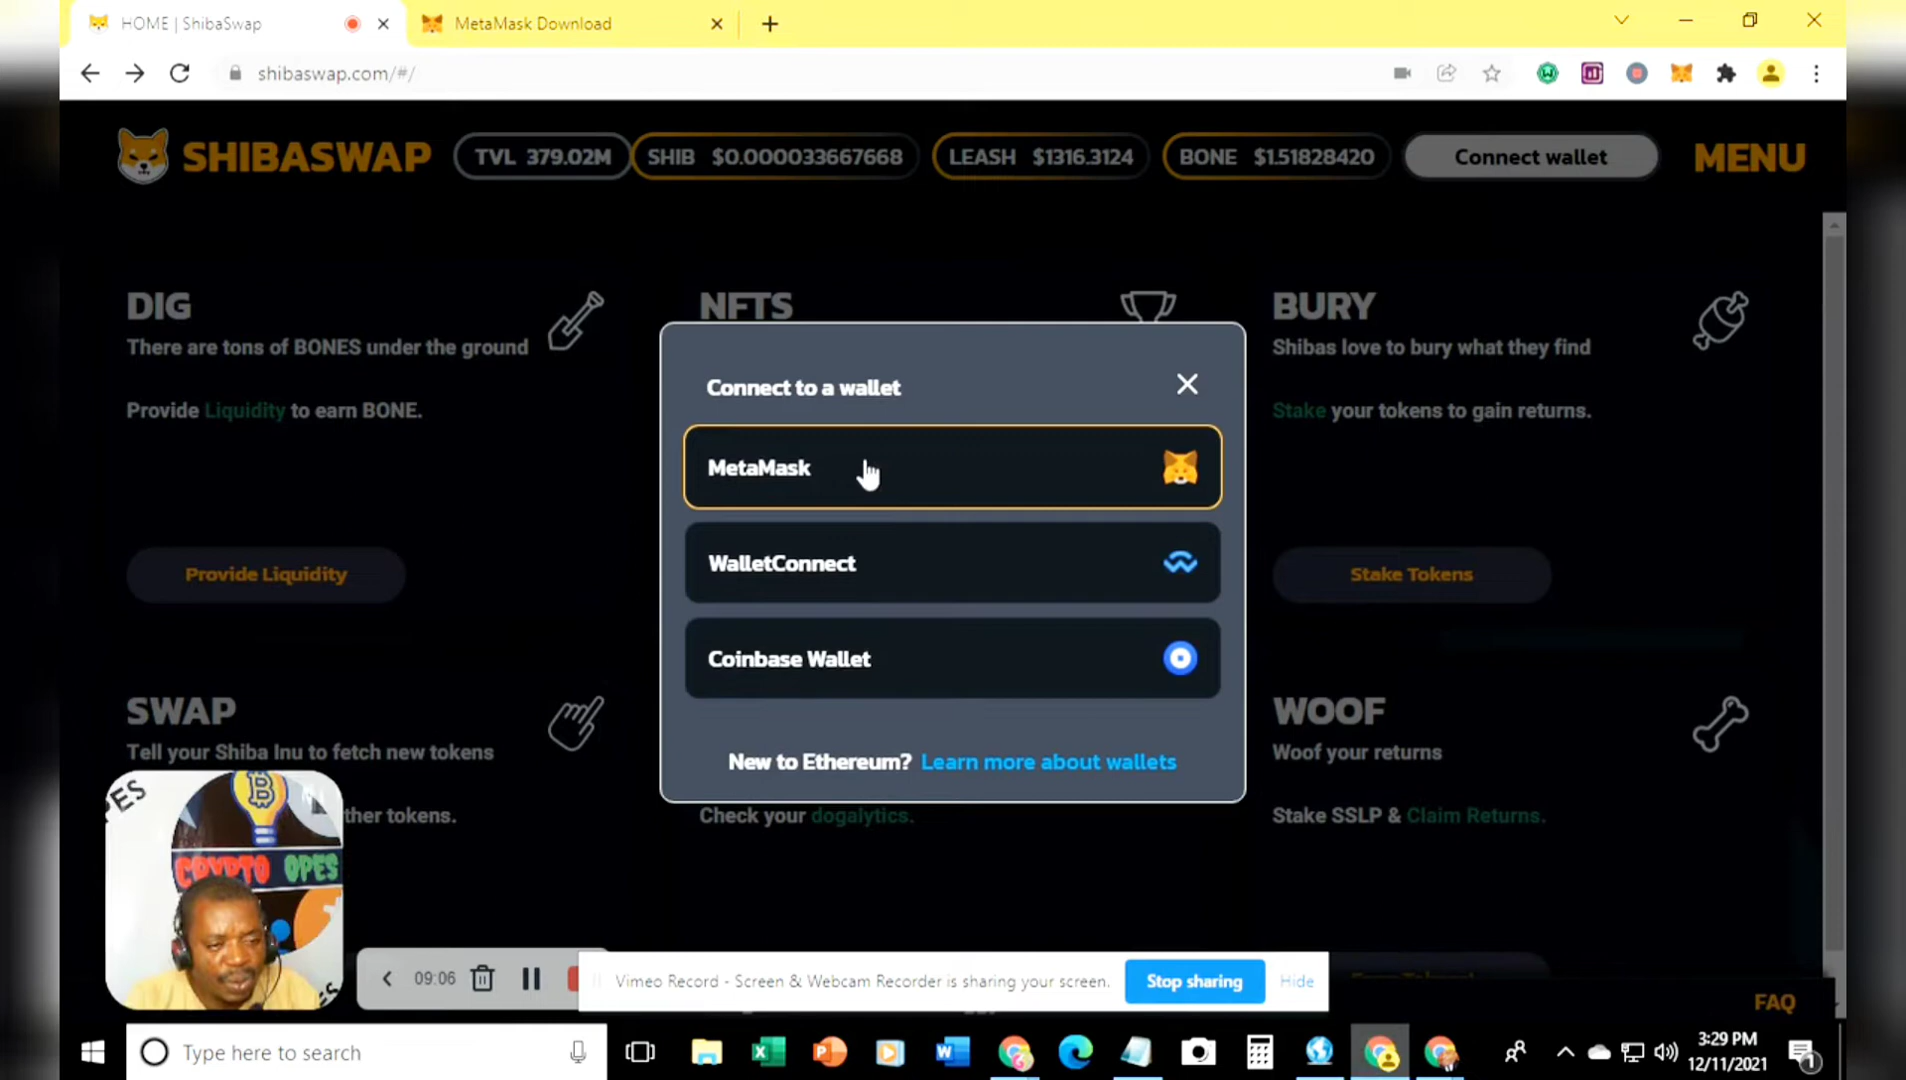 HOME | ShibaSwap
MetaMask Download
shibaswap.com/#/
SHIBASWAP
TVL 379.02M
SHIB $0.000033667668
LEASH $1316.3124
BONE $1.51828420
Connect wallet
MENU
DIG
There are tons of BONES under the ground
Provide Liquidity to earn BONE.
Provide Liquidity
NFTS
BURY
Shibas love to bury what they find
Stake your tokens to gain returns.
Stake Tokens
Connect to a wallet
MetaMask
WalletConnect
Coinbase Wallet
New to Ethereum? Learn more about wallets
SWAP
Tell your Shiba Inu to fetch new tokens
ther tokens.
Check your dogalytics.
WOOF
Woof your returns
Stake SSLP & Claim Returns.
PES
CRYPTO OPES
09:06
Vimeo Record - Screen & Webcam Recorder is sharing your screen.
Stop sharing
Hide
FAQ
Type here to search
3:29 PM
12/11/2021
1